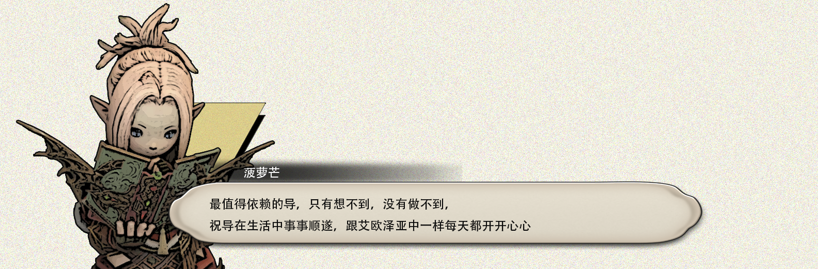 菠萝芒
最值得依赖的导，只有想不到，没有做不到，
祝导在生活中事事顺遂，跟艾欧泽亚中一样每天都开开心心